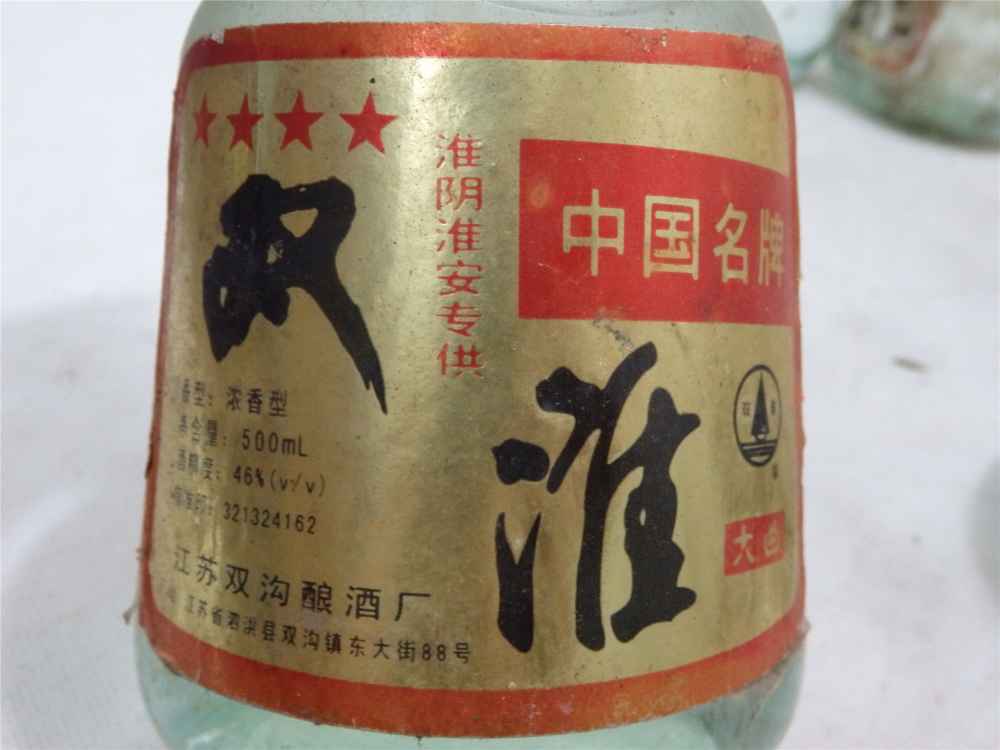 双
淮阴淮安专供
中国名牌
淮
大曲
香型：浓香型
净含量：500mL
酒精度：46%(v/v)
321324162
江苏双沟酿酒厂
江苏省泗洪县双沟镇东大街88号